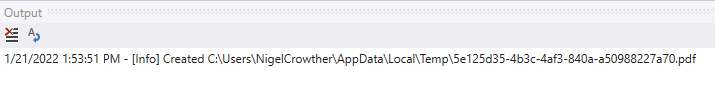 Output
1/21/2022 1:53:51 PM - [Info] Created C:\Users\NigelCrowther\AppData\Local\Temp\5e125d35-4b3c-4af3-840a-a50988227a70.pdf